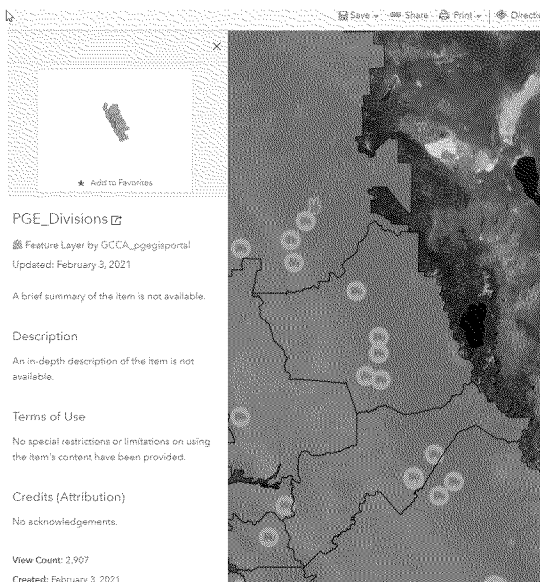 Save Share Print
Add to Favorites
PGE_Divisions
Feature Layer by GCCA_pgegisportal
Updated: February 3, 2021
A brief summary of the item is not available.
Description
An in-depth description of the item is not
available.
Terms of Use
No special restrictions or limitations on using
the item's content have been provided.
Credits (Attribution)
No acknowledgements.
View Count: 2,907
Created: February 3, 2021